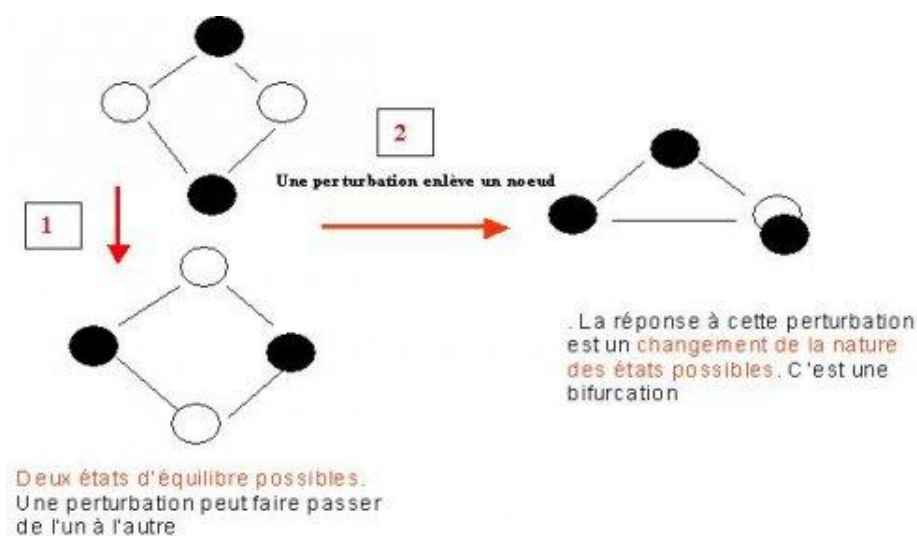 2
Une perturbation enlève un noeud
1
. La réponse à cette perturbation
est un changement de la nature
des états possibles. C'est une
bifurcation
Deux états d'équilibre possibles.
Une perturbation peut faire passer
de l'un à l'autre